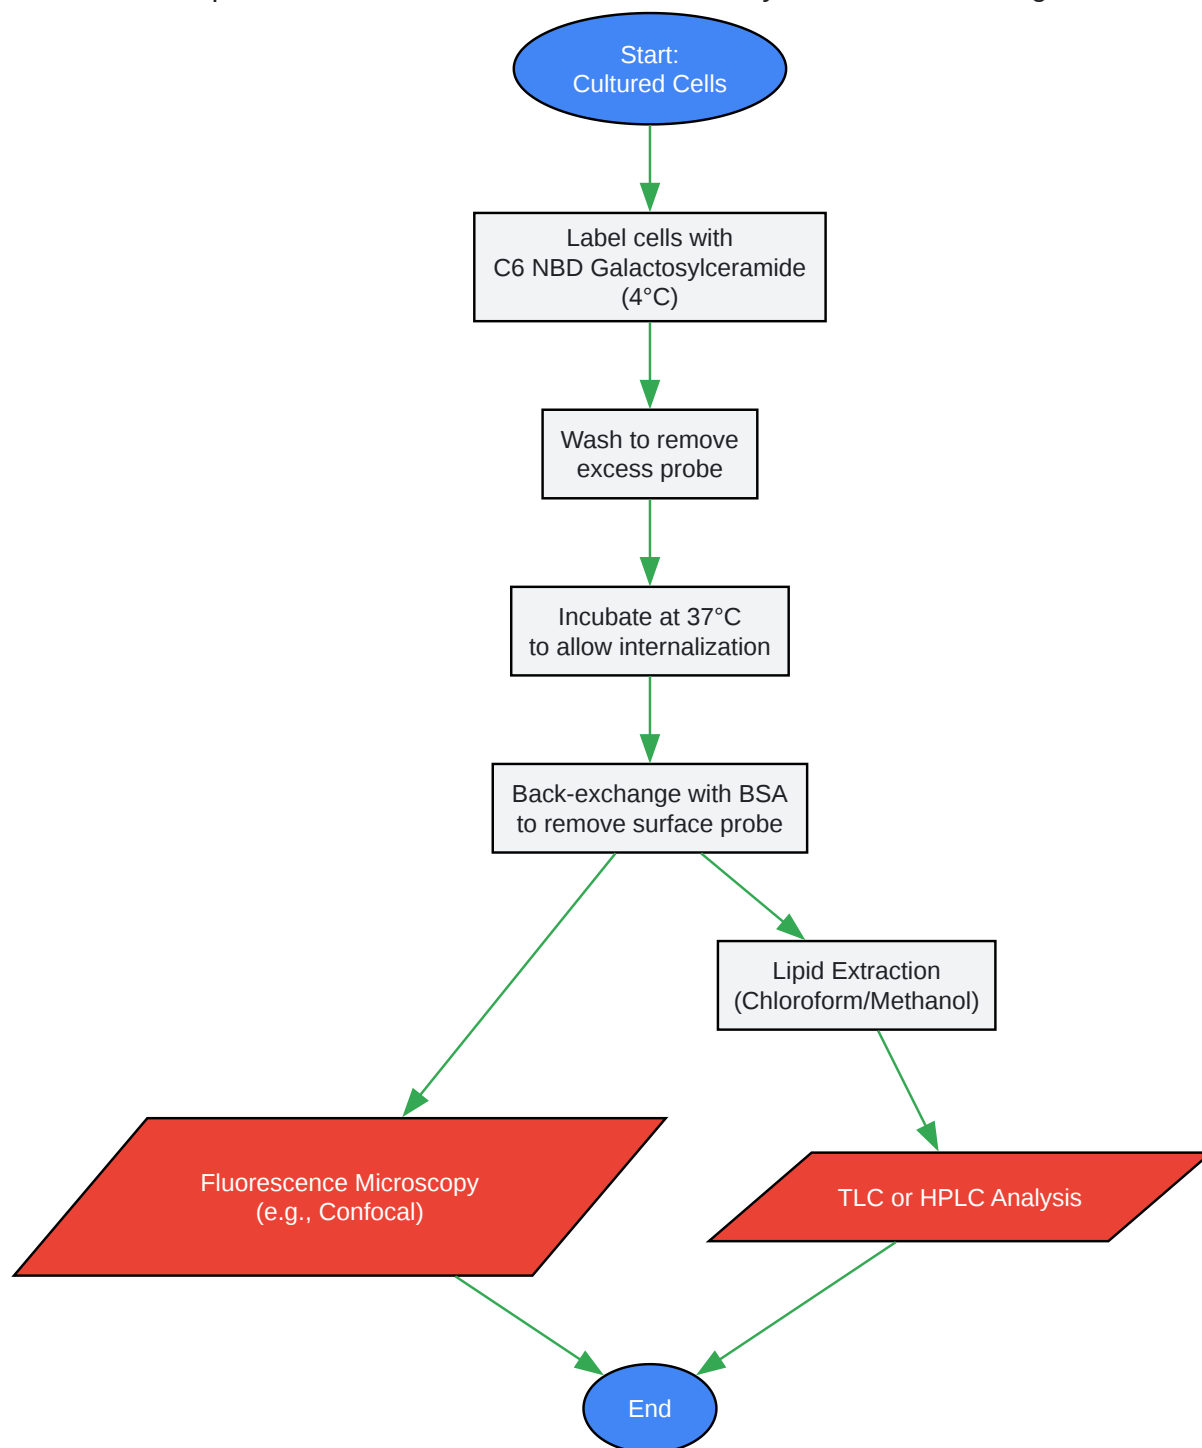 Start:
Cultured Cells
Label cells with
C6 NBD Galactosylceramide
(4°C)
Wash to remove
excess probe
Incubate at 37°C
to allow internalization
Back-exchange with BSA
to remove surface probe
Lipid Extraction
(Chloroform/Methanol)
Fluorescence Microscopy
(e.g., Confocal)
TLC or HPLC Analysis
End